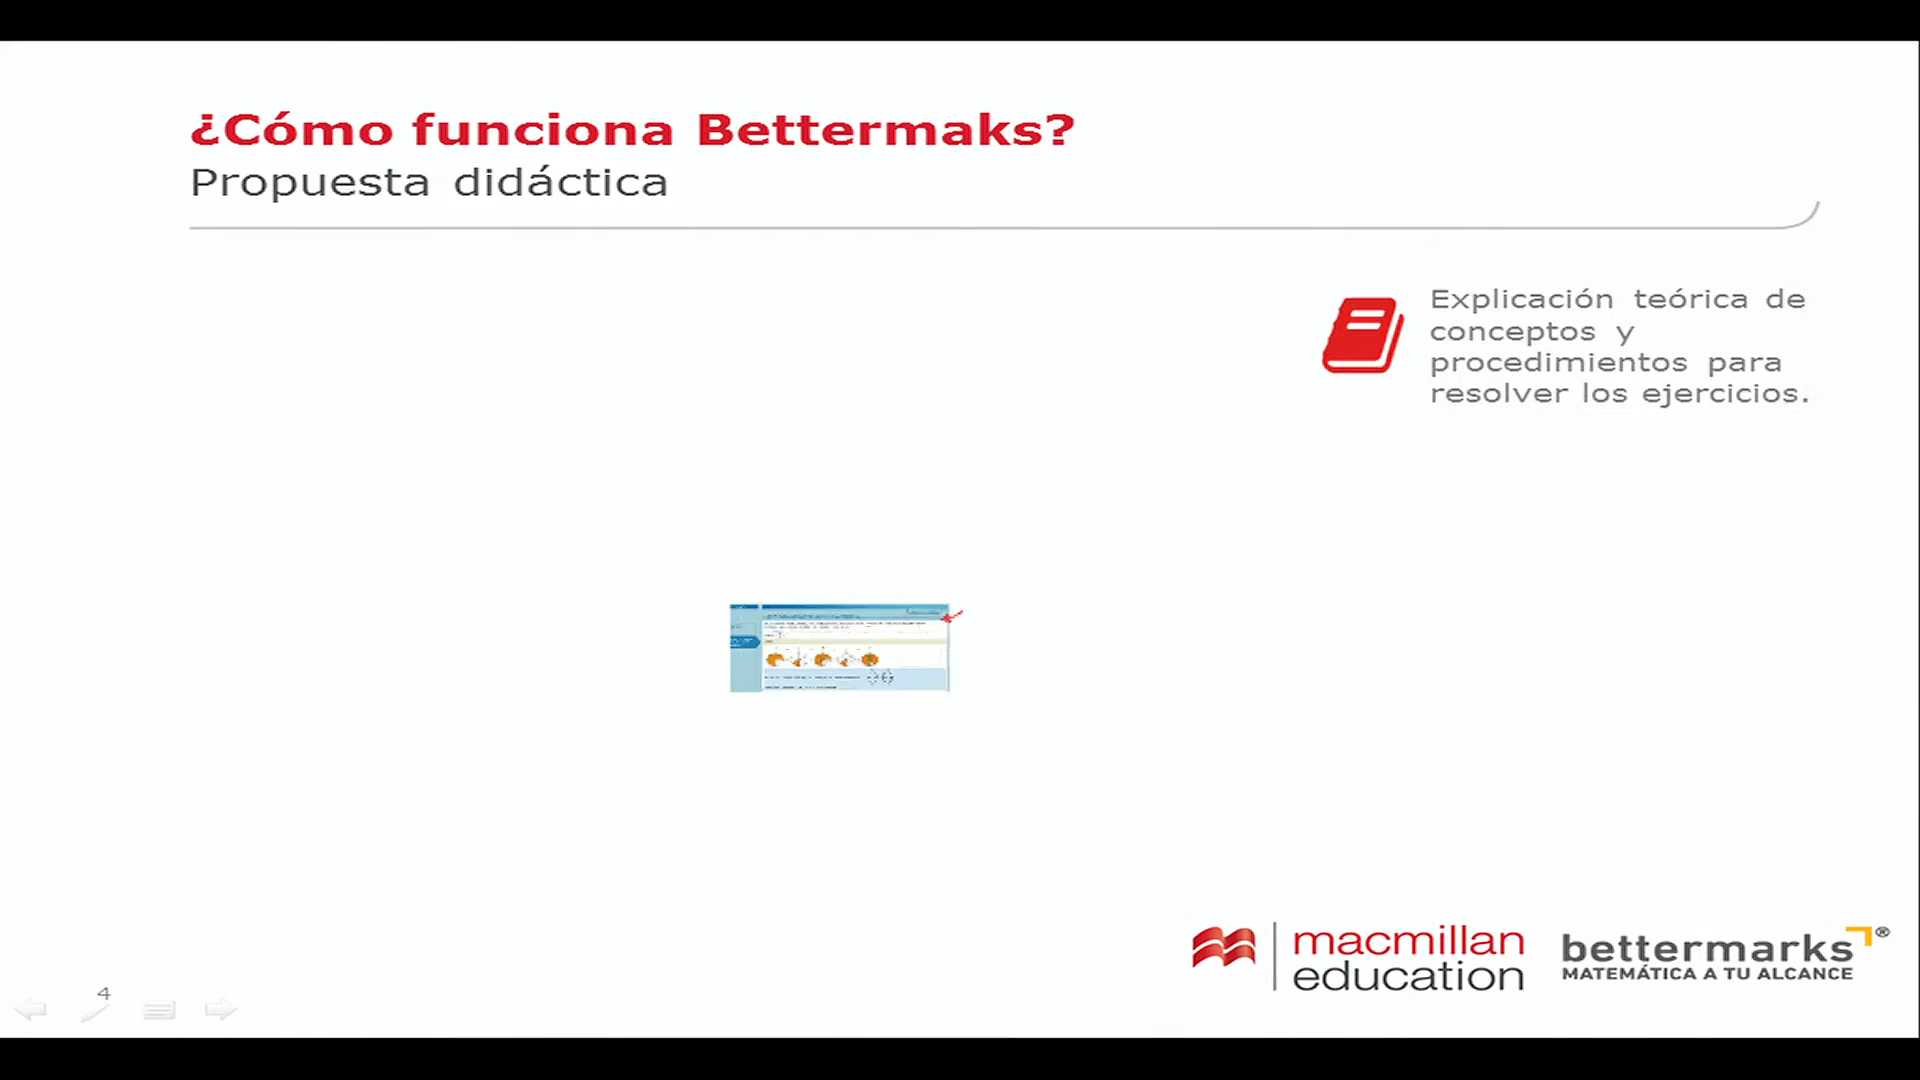 ¿Cómo funciona Bettermaks?
Propuesta didáctica
Explicación teórica de
conceptos y
procedimientos para
resolver los ejercicios.
macmillan
education
bettermarks®
MATEMÁTICA A TU ALCANCE
4